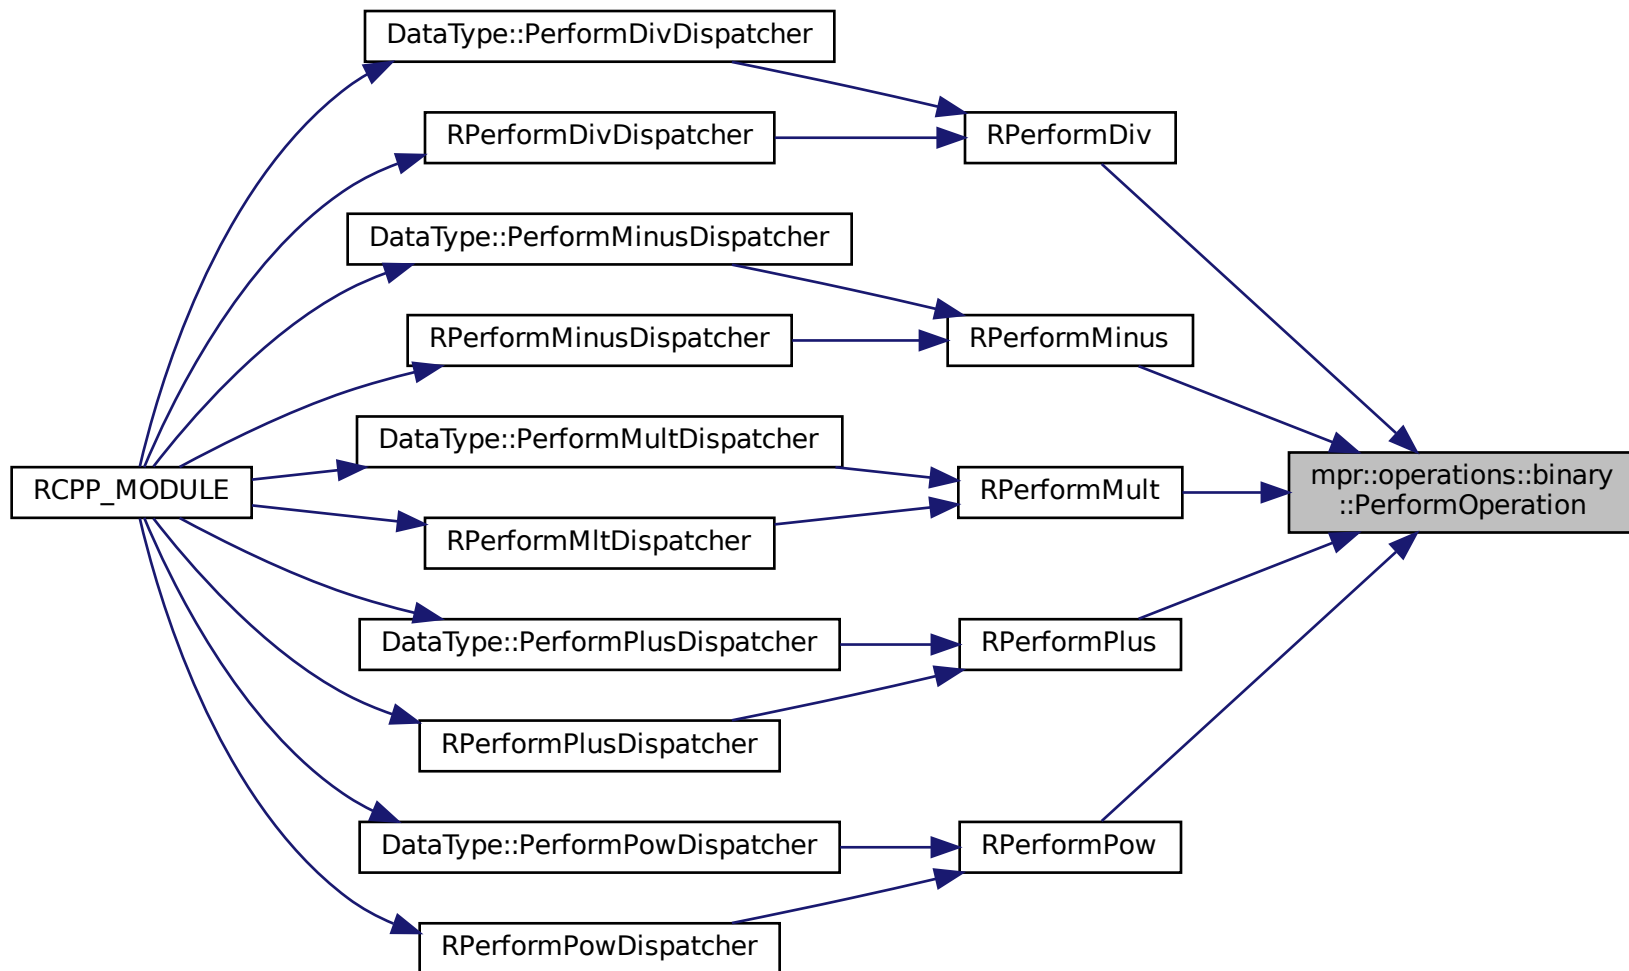 DataType::PerformDivDispatcher
RPerformDivDispatcher
RPerformDiv
DataType::PerformMinusDispatcher
RPerformMinusDispatcher
RPerformMinus
DataType::PerformMultDispatcher
RCPP_MODULE
RPerformMult
mpr::operations::binary
::PerformOperation
RPerformMltDispatcher
DataType::PerformPlusDispatcher
RPerformPlus
RPerformPlusDispatcher
DataType::PerformPowDispatcher
RPerformPow
RPerformPowDispatcher